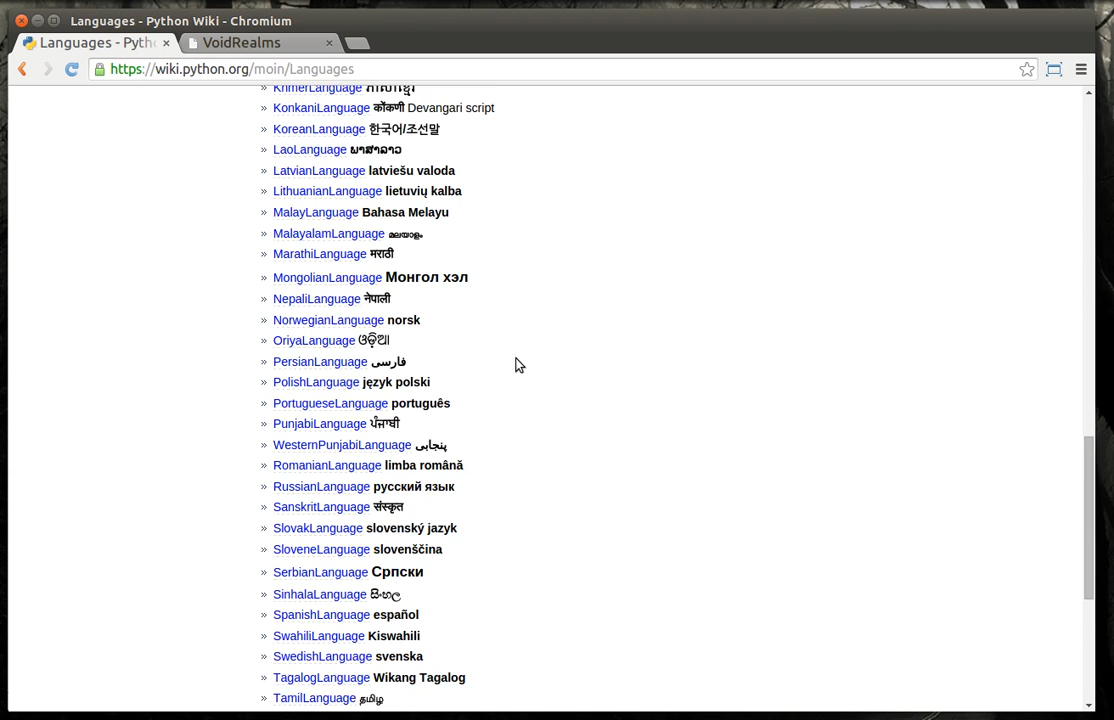 Languages - Python Wiki - Chromium
Languages - Pyth × VoidRealms ×
https://wiki.python.org/moin/Languages
» KhmerLanguage
» KonkaniLanguage कोंकणी Devangari script
» KoreanLanguage 한국어/조선말
» LaoLanguage ພາສາລາວ
» LatvianLanguage latviešu valoda
» LithuanianLanguage lietuvių kalba
» MalayLanguage Bahasa Melayu
» MalayalamLanguage മലയാളം
» MarathiLanguage मराठी
» MongolianLanguage Монгол хэл
» NepaliLanguage नेपाली
» NorwegianLanguage norsk
» OriyaLanguage ଓଡ଼ିଆ
» PersianLanguage فارسی
» PolishLanguage język polski
» PortugueseLanguage português
» PunjabiLanguage ਪੰਜਾਬੀ
» WesternPunjabiLanguage پنجابی
» RomanianLanguage limba română
» RussianLanguage русский язык
» SanskritLanguage संस्कृत
» SlovakLanguage slovenský jazyk
» SloveneLanguage slovenščina
» SerbianLanguage Српски
» SinhalaLanguage සිංහල
» SpanishLanguage español
» SwahiliLanguage Kiswahili
» SwedishLanguage svenska
» TagalogLanguage Wikang Tagalog
» TamilLanguage தமிழ்